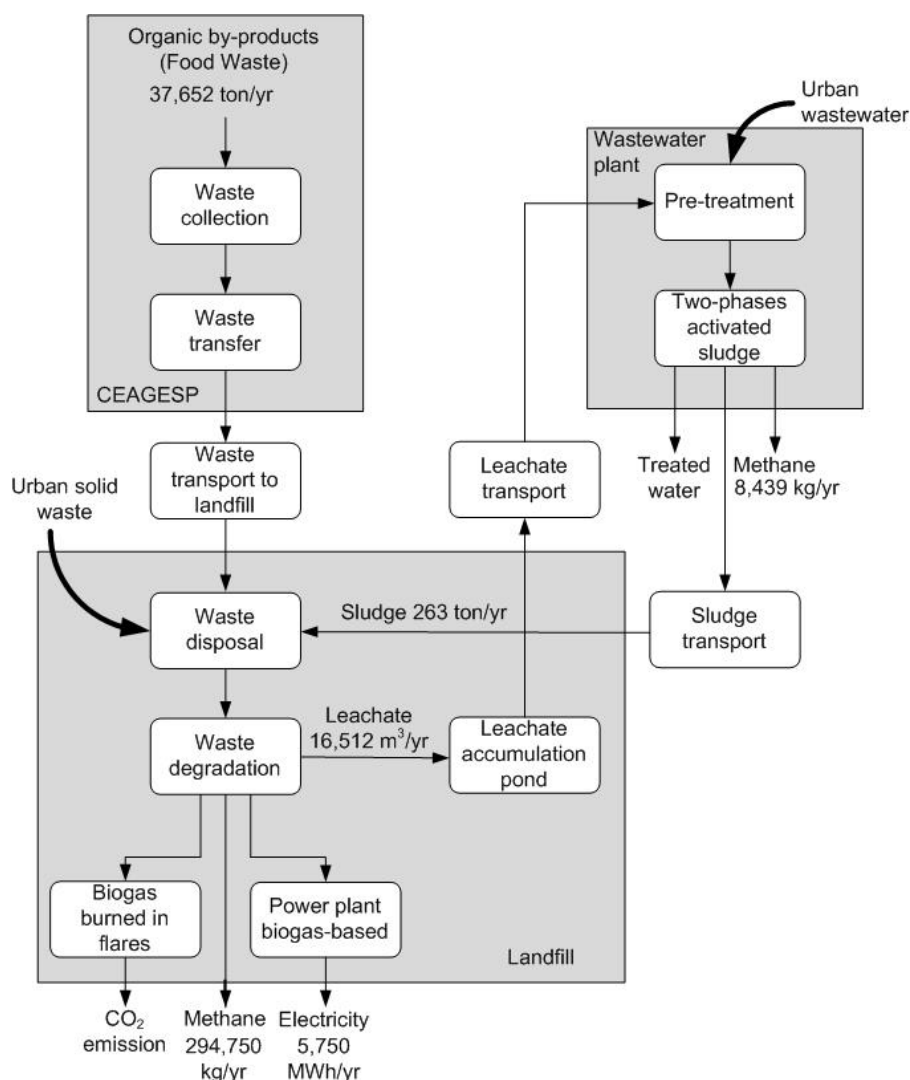 Organic by-products
(Food Waste)
37,652 ton/yr
Waste
collection
Waste
transfer
CEAGESP
Waste
transport to
landfill
Urban solid
waste
Urban
wastewater
Wastewater
plant
Pre-treatment
Two-phases
activated
sludge
Treated
water
Methane
8,439 kg/yr
Leachate
transport
Sludge
transport
Sludge 263 ton/yr
Waste
disposal
Waste
degradation
Leachate
16,512 m³/yr
Leachate
accumulation
pond
Biogas
burned in
flares
Power plant
biogas-based
Landfill
CO₂
emission
Methane
294,750
kg/yr
Electricity
5,750
MWh/yr